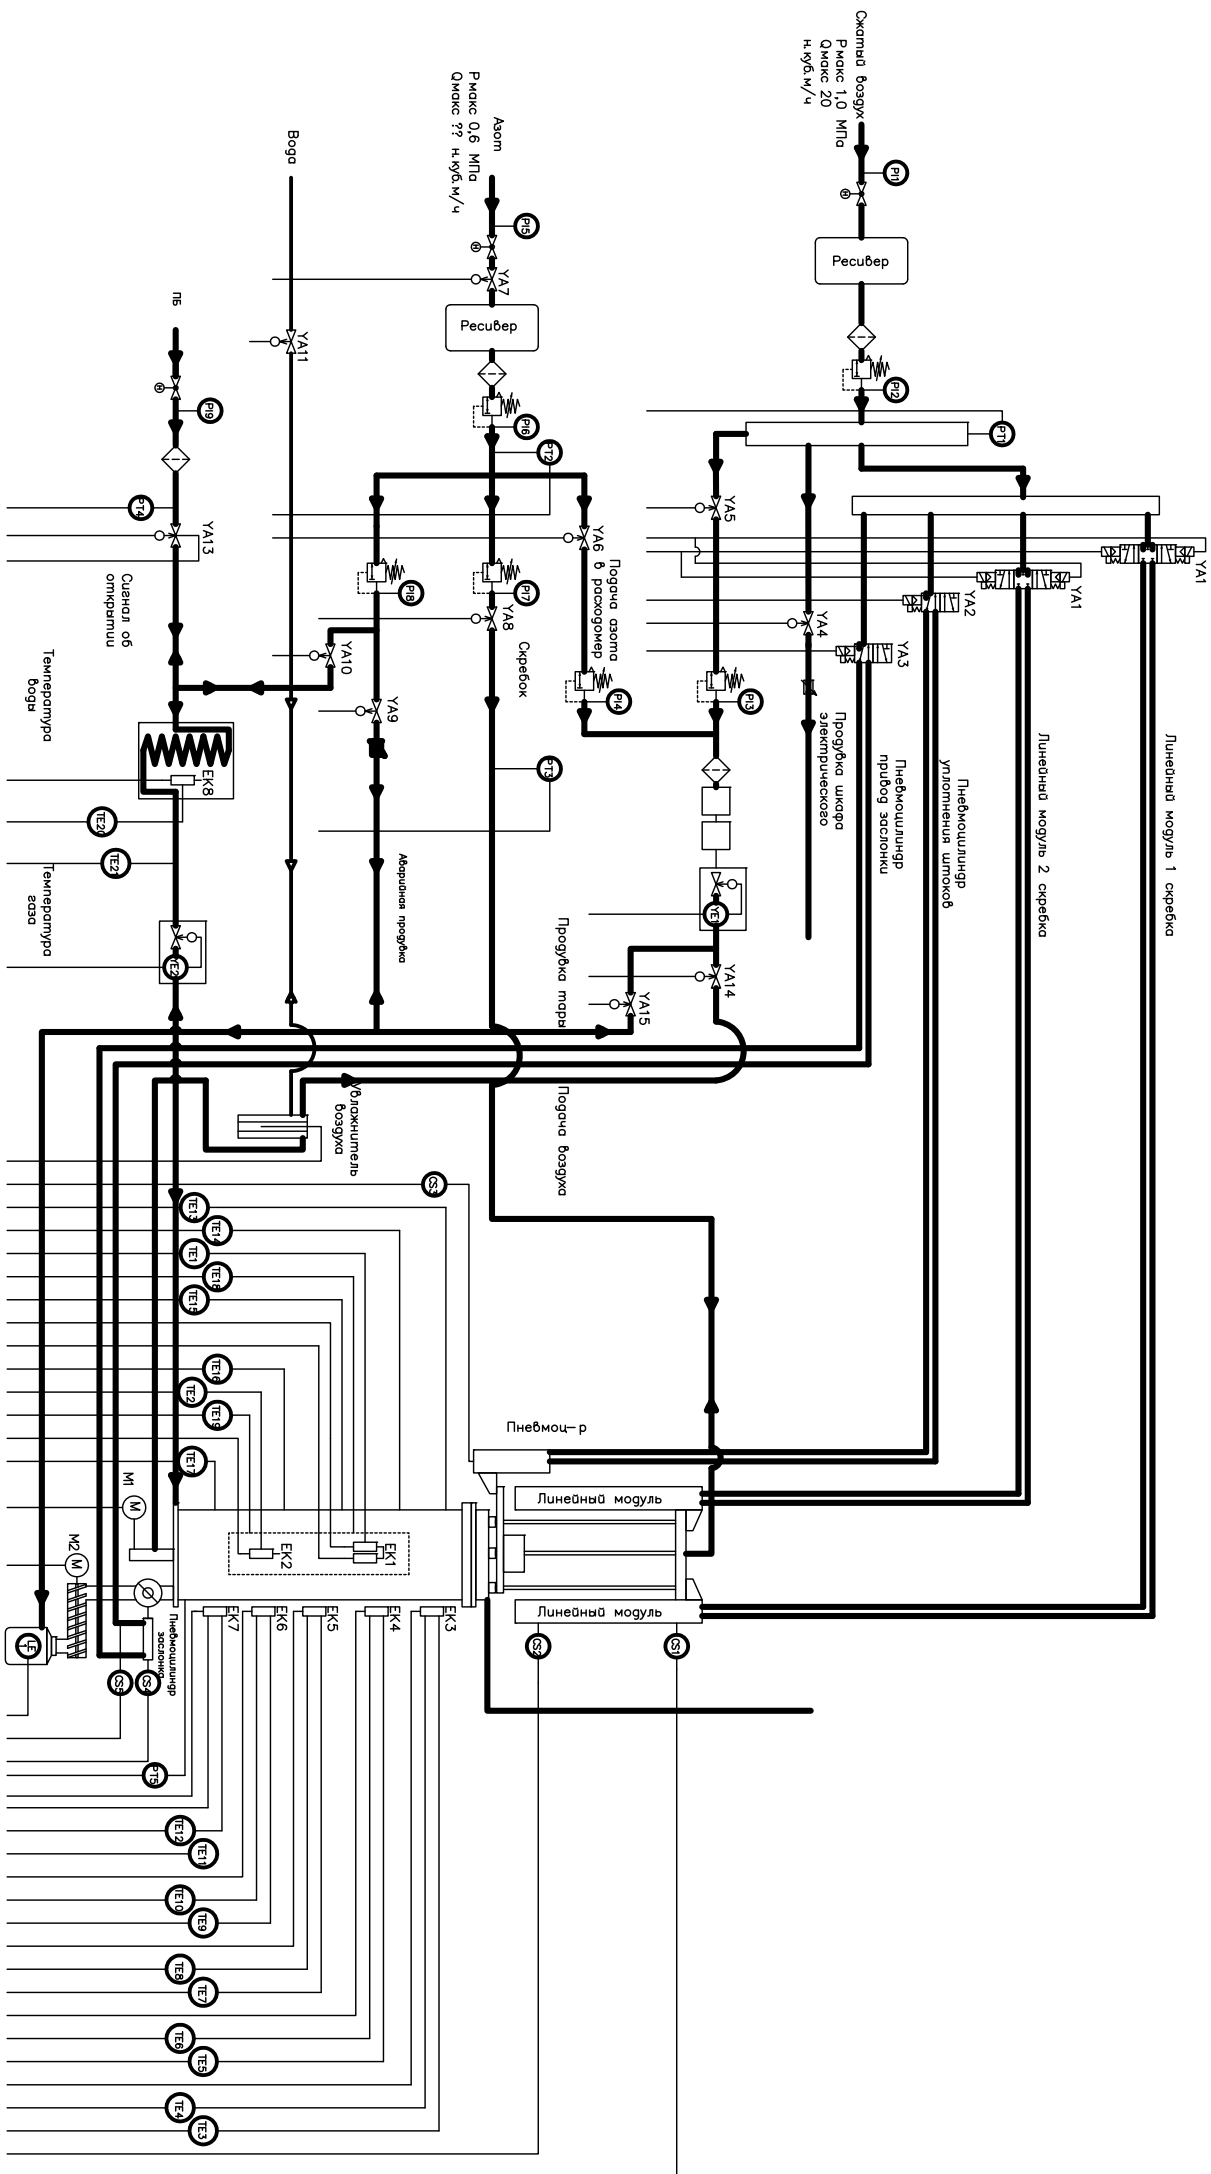 Сжатый воздух
Pмакс 1,0 МПа
Qмакс 20
н.куб.м/ч
PI1
Ресивер
PI2
PT1
Азот
Pмакс 0,6 МПа
Qмакс ?? н.куб.м/ч
PI5
YA7
Ресивер
PI6
PT2
Вода
YA11
ПБ
PI9
PT4
YA13
Сигнал об
открытии
YA1
YA1
YA2
YA3
YA4
YA5
YA6
Подача азота
в расходомер
PI8
PI7
YA8
YA10
YA9
Скребок
PI4
PI3
PT3
Продувка шкафа
электрического
Пневмоцилиндр
привод заслонки
Пневмоцилиндр
уплотнения штоков
Линейный модуль 2 скребка
Линейный модуль 1 скребка
Температура
воды
EK8
TE20
TE21
Температура
газа
YE2
YE1
Аварийная продувка
Продувка тары
YA14
YA15
Подача воздуха
Увлажнитель
воздуха
CS3
TE13
TE14
TE1
TE18
TE15
TE16
TE2
TE19
TE17
Пневмоц-р
Линейный модуль
Линейный модуль
M1
M
M2
M
EK1
EK2
EK7
EK6
EK5
EK4
EK3
Пневмоцилиндр
заслонка
LE
1
CS5
CS4
CS2
CS1
PT5
TE12
TE11
TE10
TE9
TE8
TE7
TE6
TE5
TE4
TE3